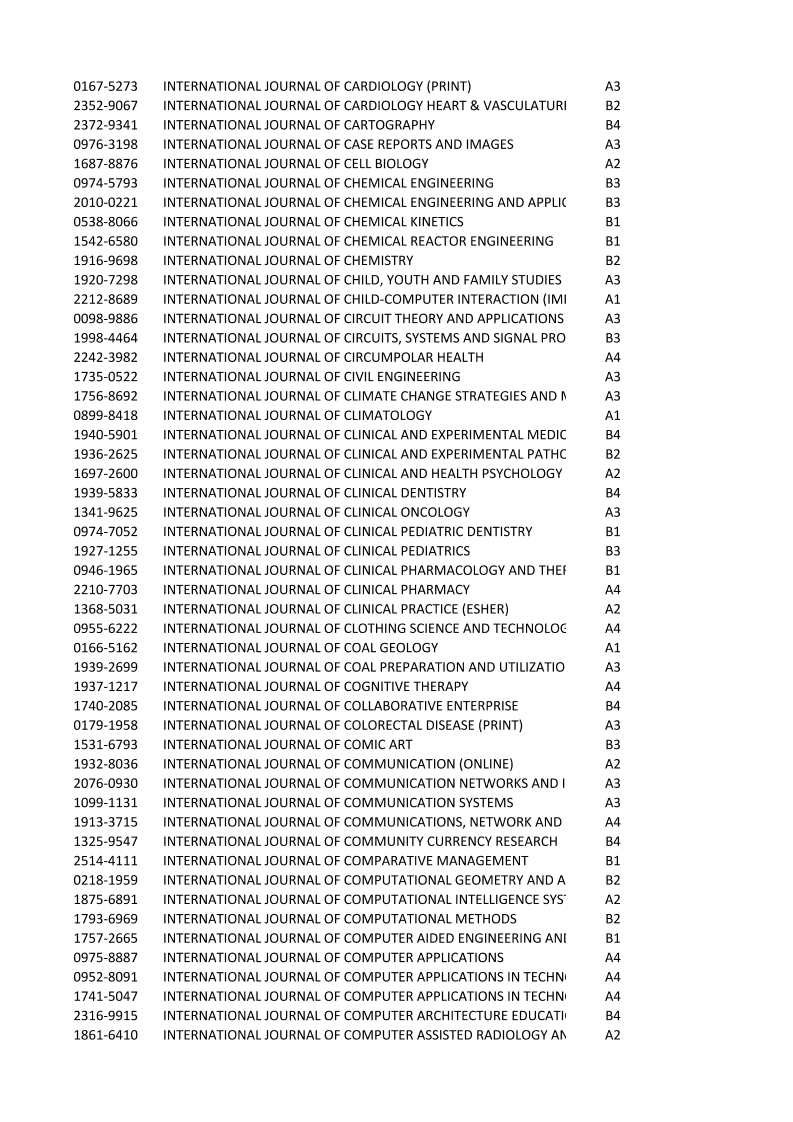 0167-5273 INTERNATIONAL JOURNAL OF CARDIOLOGY (PRINT) A3
2352-9067 INTERNATIONAL JOURNAL OF CARDIOLOGY HEART & VASCULATURI B2
2372-9341 INTERNATIONAL JOURNAL OF CARTOGRAPHY B4
0976-3198 INTERNATIONAL JOURNAL OF CASE REPORTS AND IMAGES A3
1687-8876 INTERNATIONAL JOURNAL OF CELL BIOLOGY A2
0974-5793 INTERNATIONAL JOURNAL OF CHEMICAL ENGINEERING B3
2010-0221 INTERNATIONAL JOURNAL OF CHEMICAL ENGINEERING AND APPLIC B3
0538-8066 INTERNATIONAL JOURNAL OF CHEMICAL KINETICS B1
1542-6580 INTERNATIONAL JOURNAL OF CHEMICAL REACTOR ENGINEERING B1
1916-9698 INTERNATIONAL JOURNAL OF CHEMISTRY B2
1920-7298 INTERNATIONAL JOURNAL OF CHILD, YOUTH AND FAMILY STUDIES A3
2212-8689 INTERNATIONAL JOURNAL OF CHILD-COMPUTER INTERACTION (IMI A1
0098-9886 INTERNATIONAL JOURNAL OF CIRCUIT THEORY AND APPLICATIONS A3
1998-4464 INTERNATIONAL JOURNAL OF CIRCUITS, SYSTEMS AND SIGNAL PRO B3
2242-3982 INTERNATIONAL JOURNAL OF CIRCUMPOLAR HEALTH A4
1735-0522 INTERNATIONAL JOURNAL OF CIVIL ENGINEERING A3
1756-8692 INTERNATIONAL JOURNAL OF CLIMATE CHANGE STRATEGIES AND A3
0899-8418 INTERNATIONAL JOURNAL OF CLIMATOLOGY A1
1940-5901 INTERNATIONAL JOURNAL OF CLINICAL AND EXPERIMENTAL MEDIC B4
1936-2625 INTERNATIONAL JOURNAL OF CLINICAL AND EXPERIMENTAL PATHC B2
1697-2600 INTERNATIONAL JOURNAL OF CLINICAL AND HEALTH PSYCHOLOGY A2
1939-5833 INTERNATIONAL JOURNAL OF CLINICAL DENTISTRY B4
1341-9625 INTERNATIONAL JOURNAL OF CLINICAL ONCOLOGY A3
0974-7052 INTERNATIONAL JOURNAL OF CLINICAL PEDIATRIC DENTISTRY B1
1927-1255 INTERNATIONAL JOURNAL OF CLINICAL PEDIATRICS B3
0946-1965 INTERNATIONAL JOURNAL OF CLINICAL PHARMACOLOGY AND THEI B1
2210-7703 INTERNATIONAL JOURNAL OF CLINICAL PHARMACY A4
1368-5031 INTERNATIONAL JOURNAL OF CLINICAL PRACTICE (ESHER) A2
0955-6222 INTERNATIONAL JOURNAL OF CLOTHING SCIENCE AND TECHNOLOG A4
0166-5162 INTERNATIONAL JOURNAL OF COAL GEOLOGY A1
1939-2699 INTERNATIONAL JOURNAL OF COAL PREPARATION AND UTILIZATIO A3
1937-1217 INTERNATIONAL JOURNAL OF COGNITIVE THERAPY A4
1740-2085 INTERNATIONAL JOURNAL OF COLLABORATIVE ENTERPRISE B4
0179-1958 INTERNATIONAL JOURNAL OF COLORECTAL DISEASE (PRINT) A3
1531-6793 INTERNATIONAL JOURNAL OF COMIC ART B3
1932-8036 INTERNATIONAL JOURNAL OF COMMUNICATION (ONLINE) A2
2076-0930 INTERNATIONAL JOURNAL OF COMMUNICATION NETWORKS AND I A3
1099-1131 INTERNATIONAL JOURNAL OF COMMUNICATION SYSTEMS A3
1913-3715 INTERNATIONAL JOURNAL OF COMMUNICATIONS, NETWORK AND A4
1325-9547 INTERNATIONAL JOURNAL OF COMMUNITY CURRENCY RESEARCH B4
2514-4111 INTERNATIONAL JOURNAL OF COMPARATIVE MANAGEMENT B1
0218-1959 INTERNATIONAL JOURNAL OF COMPUTATIONAL GEOMETRY AND A B2
1875-6891 INTERNATIONAL JOURNAL OF COMPUTATIONAL INTELLIGENCE SYS A2
1793-6969 INTERNATIONAL JOURNAL OF COMPUTATIONAL METHODS B2
1757-2665 INTERNATIONAL JOURNAL OF COMPUTER AIDED ENGINEERING ANI B1
0975-8887 INTERNATIONAL JOURNAL OF COMPUTER APPLICATIONS A4
0952-8091 INTERNATIONAL JOURNAL OF COMPUTER APPLICATIONS IN TECHN A4
1741-5047 INTERNATIONAL JOURNAL OF COMPUTER APPLICATIONS IN TECHN A4
2316-9915 INTERNATIONAL JOURNAL OF COMPUTER ARCHITECTURE EDUCATI B4
1861-6410 INTERNATIONAL JOURNAL OF COMPUTER ASSISTED RADIOLOGY AN A2